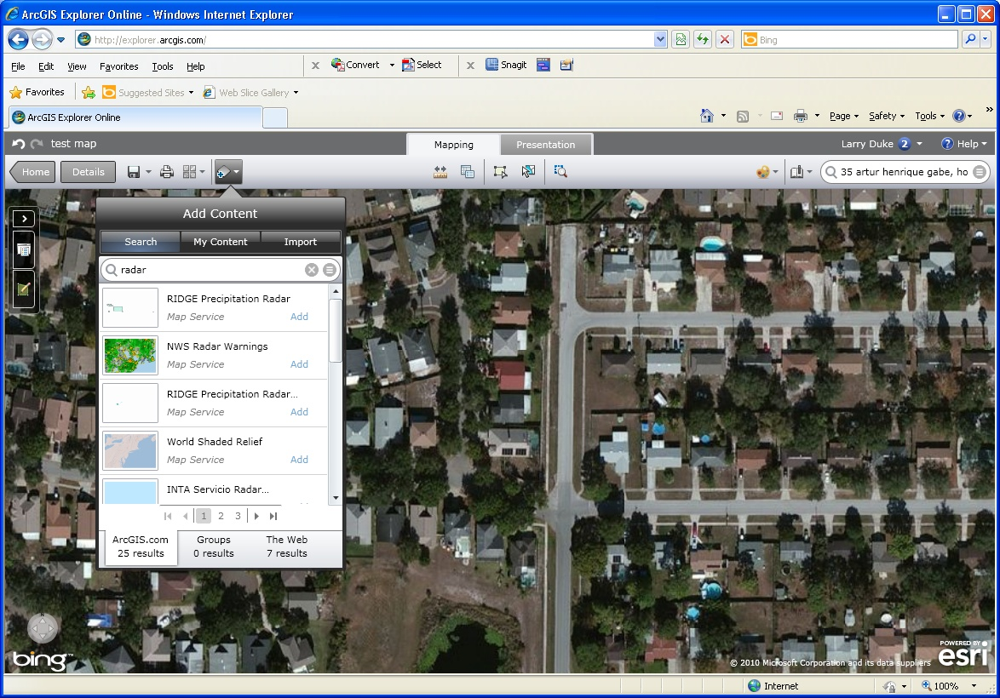 ArcGIS Explorer Online - Windows Internet Explorer
http://explorer.arcgis.com/
Bing
File Edit View Favorites Tools Help
Convert Select Snagit
Favorites Suggested Sites Web Slice Gallery
ArcGIS Explorer Online
Page Safety Tools
test map Mapping Presentation Larry Duke 2 Help
Home Details 35 artur henrique gabe, ho
Add Content
Search My Content Import
radar
RIDGE Precipitation Radar
Map Service Add
NWS Radar Warnings
Map Service Add
RIDGE Precipitation Radar...
Map Service Add
World Shaded Relief
Map Service Add
INTA Servicio Radar...
1 2 3
ArcGIS.com Groups The Web
25 results 0 results 7 results
N
bing™
POWERED BY
esri
© 2010 Microsoft Corporation and its data suppliers
Internet 100%